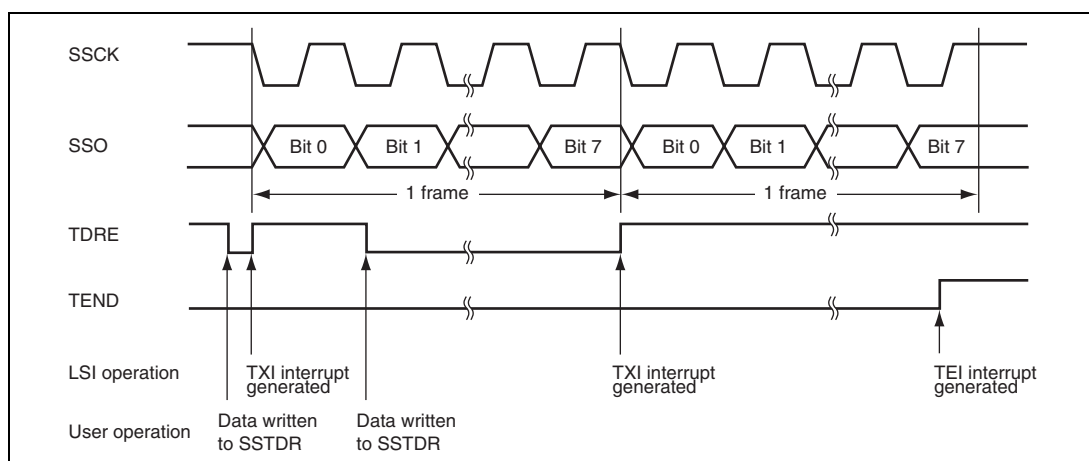 SSCK
SSO
Bit 0 Bit 1 Bit 7 Bit 0 Bit 1 Bit 7
1 frame 1 frame
TDRE
TEND
LSI operation
TXI interrupt
generated
TXI interrupt
generated
TEI interrupt
generated
User operation
Data written
to SSTDR
Data written
to SSTDR